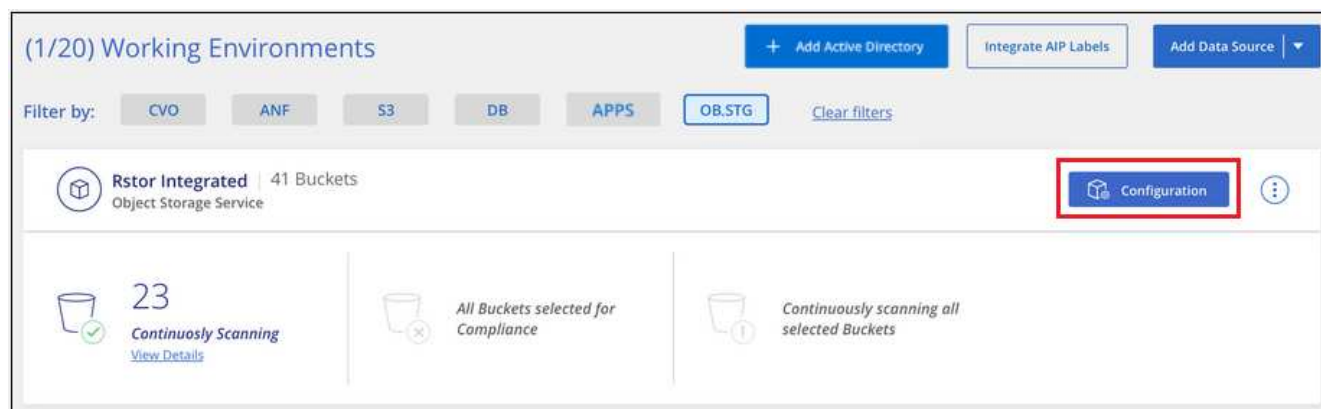 (1/20) Working Environments
+ Add Active Directory
Integrate AIP Labels
Add Data Source
Filter by: CVO ANF S3 DB APPS OB.STG Clear filters
Rstor Integrated | 41 Buckets
Object Storage Service
Configuration
23
Continuosly Scanning
View Details
All Buckets selected for
Compliance
Continuously scanning all
selected Buckets